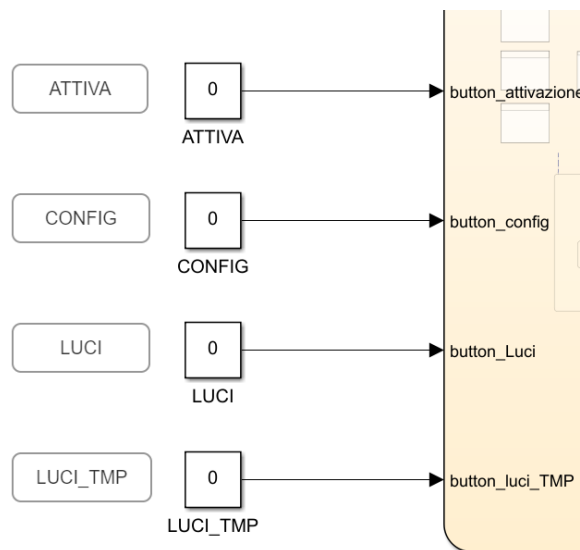 ATTIVA
0
button_attivazione
ATTIVA
CONFIG
0
button_config
CONFIG
LUCI
0
button_Luci
LUCI
LUCI_TMP
0
button_luci_TMP
LUCI_TMP